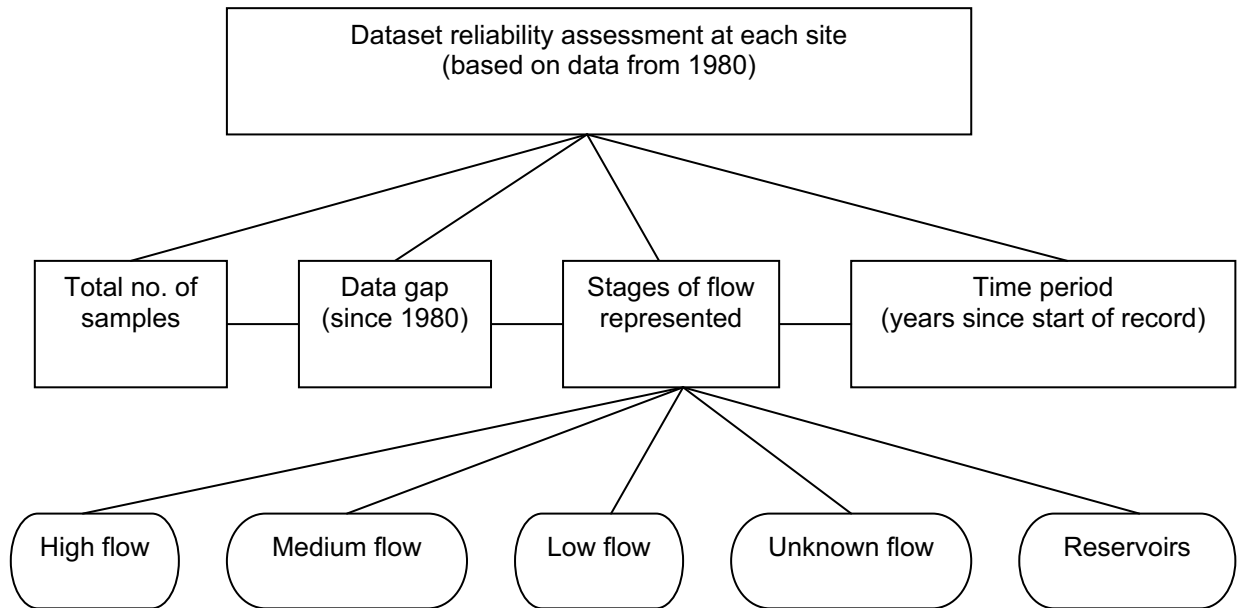 Dataset reliability assessment at each site
(based on data from 1980)
Total no. of
samples
Data gap
(since 1980)
Stages of flow
represented
Time period
(years since start of record)
High flow
Medium flow
Low flow
Unknown flow
Reservoirs